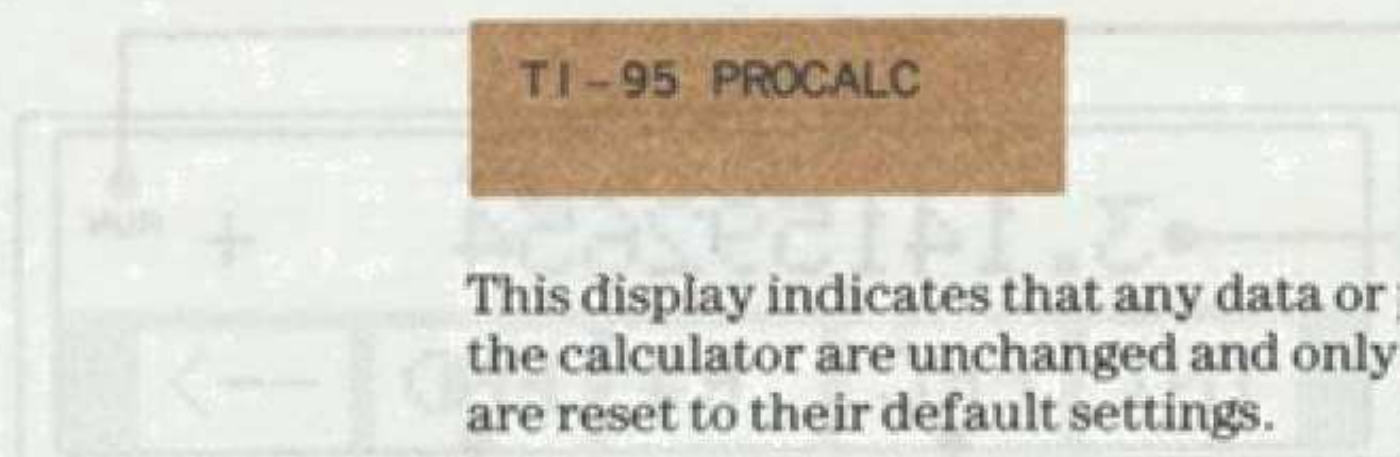 TI-95 PROCALC
This display indicates that any data or
the calculator are unchanged and only
are reset to their default settings.